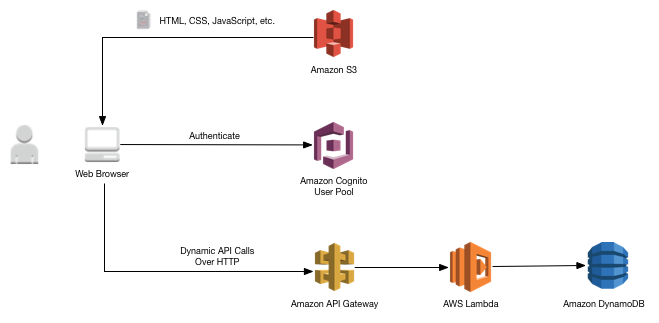 HTML, CSS, JavaScript, etc.
Amazon S3
Authenticate
Web Browser
Amazon Cognito
User Pool
Dynamic API Calls
Over HTTP
Amazon API Gateway
AWS Lambda
Amazon DynamoDB